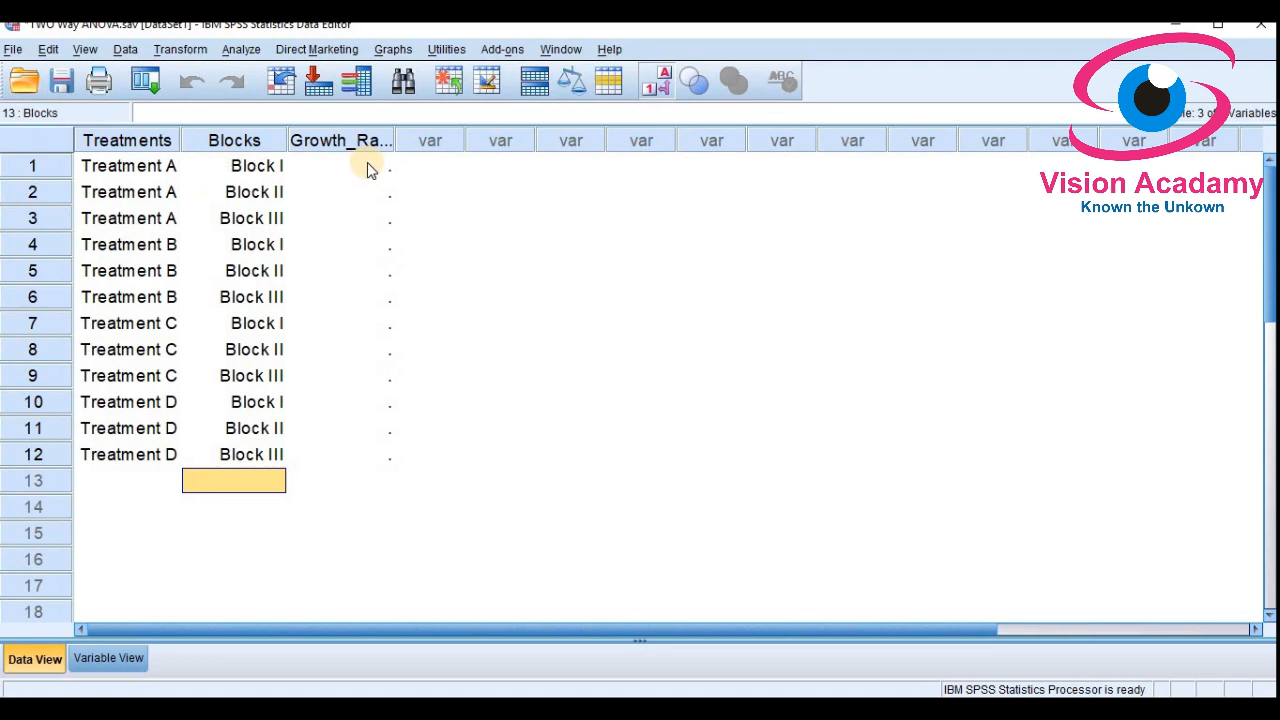 TWO Way ANOVA.sav [DataSet1] - IBM SPSS Statistics Data Editor
File Edit View Data Transform Analyze Direct Marketing Graphs Utilities Add-ons Window Help
13 : Blocks
3 of Variables
Treatments Blocks Growth_Ra... var var var var var var var var var var var var
1 Treatment A Block I .
2 Treatment A Block II .
3 Treatment A Block III .
4 Treatment B Block I .
5 Treatment B Block II .
6 Treatment B Block III .
7 Treatment C Block I .
8 Treatment C Block II .
9 Treatment C Block III .
10 Treatment D Block I .
11 Treatment D Block II .
12 Treatment D Block III .
13
14
15
16
17
18
Vision Acadamy
Known the Unkown
Data View Variable View
IBM SPSS Statistics Processor is ready